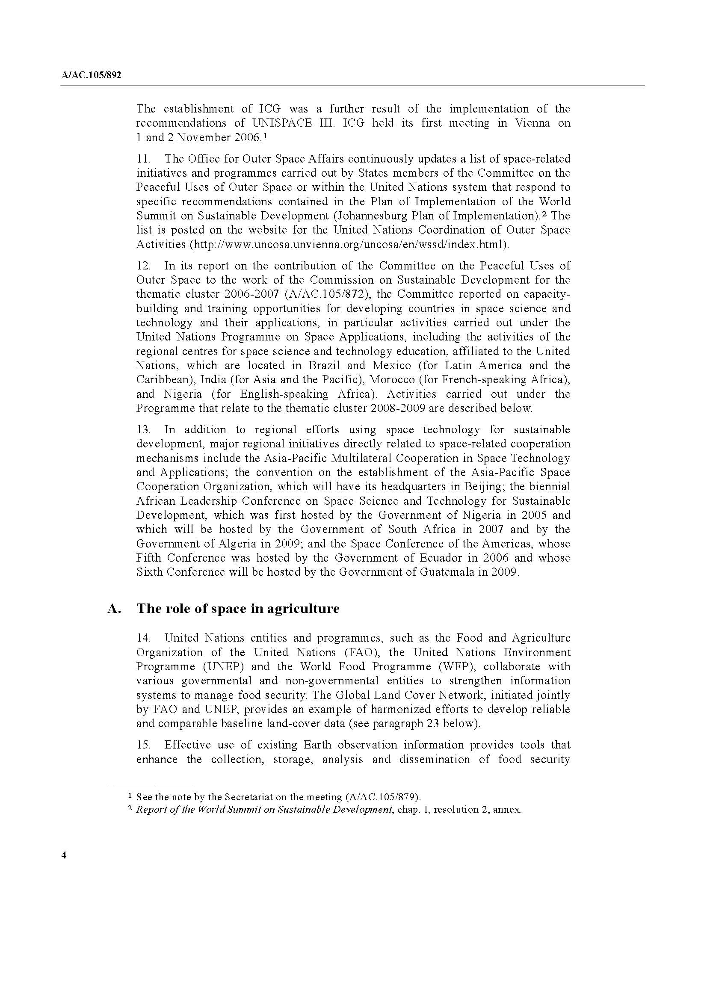 A/AC.105/892
The establishment of ICG was a further result of the implementation of the
recommendations of UNISPACE III. ICG held its first meeting in Vienna on
1 and 2 November 2006.¹
11. The Office for Outer Space Affairs continuously updates a list of space-related
initiatives and programmes carried out by States members of the Committee on the
Peaceful Uses of Outer Space or within the United Nations system that respond to
specific recommendations contained in the Plan of Implementation of the World
Summit on Sustainable Development (Johannesburg Plan of Implementation).² The
list is posted on the website for the United Nations Coordination of Outer Space
Activities (http://www.uncosa.unvienna.org/uncosa/en/wssd/index.html).
12. In its report on the contribution of the Committee on the Peaceful Uses of
Outer Space to the work of the Commission on Sustainable Development for the
thematic cluster 2006-2007 (A/AC.105/872), the Committee reported on capacity-
building and training opportunities for developing countries in space science and
technology and their applications, in particular activities carried out under the
United Nations Programme on Space Applications, including the activities of the
regional centres for space science and technology education, affiliated to the United
Nations, which are located in Brazil and Mexico (for Latin America and the
Caribbean), India (for Asia and the Pacific), Morocco (for French-speaking Africa),
and Nigeria (for English-speaking Africa). Activities carried out under the
Programme that relate to the thematic cluster 2008-2009 are described below.
13. In addition to regional efforts using space technology for sustainable
development, major regional initiatives directly related to space-related cooperation
mechanisms include the Asia-Pacific Multilateral Cooperation in Space Technology
and Applications; the convention on the establishment of the Asia-Pacific Space
Cooperation Organization, which will have its headquarters in Beijing; the biennial
African Leadership Conference on Space Science and Technology for Sustainable
Development, which was first hosted by the Government of Nigeria in 2005 and
which will be hosted by the Government of South Africa in 2007 and by the
Government of Algeria in 2009; and the Space Conference of the Americas, whose
Fifth Conference was hosted by the Government of Ecuador in 2006 and whose
Sixth Conference will be hosted by the Government of Guatemala in 2009.
A. The role of space in agriculture
14. United Nations entities and programmes, such as the Food and Agriculture
Organization of the United Nations (FAO), the United Nations Environment
Programme (UNEP) and the World Food Programme (WFP), collaborate with
various governmental and non-governmental entities to strengthen information
systems to manage food security. The Global Land Cover Network, initiated jointly
by FAO and UNEP, provides an example of harmonized efforts to develop reliable
and comparable baseline land-cover data (see paragraph 23 below).
15. Effective use of existing Earth observation information provides tools that
enhance the collection, storage, analysis and dissemination of food security
¹ See the note by the Secretariat on the meeting (A/AC.105/879).
² Report of the World Summit on Sustainable Development, chap. I, resolution 2, annex.
4